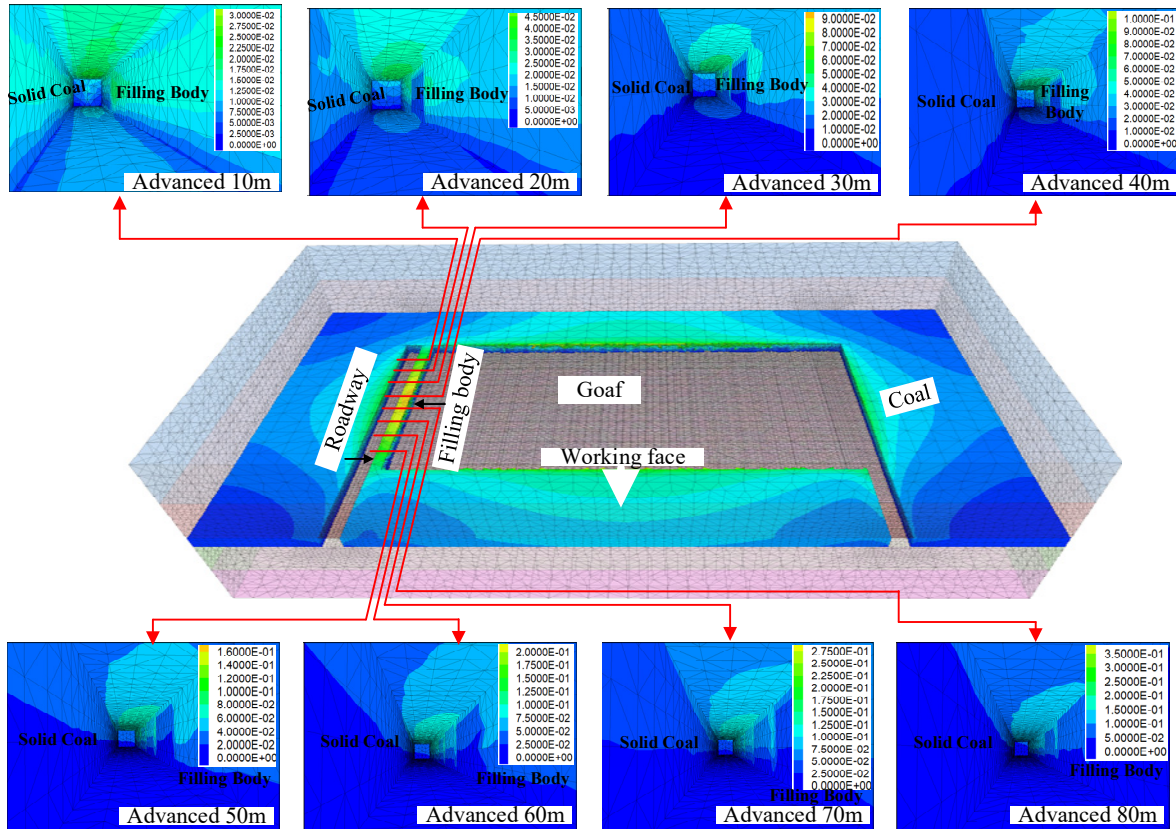 3.0000E-02
2.7500E-02
2.5000E-02
2.2500E-02
2.0000E-02
1.7500E-02
1.5000E-02
1.2500E-02
1.0000E-02
7.5000E-03
5.0000E-03
2.5000E-03
0.0000E+00
Solid Coal
Filling Body
Advanced 10m
4.5000E-02
4.0000E-02
3.5000E-02
3.0000E-02
2.5000E-02
2.0000E-02
1.5000E-02
1.0000E-02
5.0000E-03
0.0000E+00
Solid Coal
Filling Body
Advanced 20m
9.0000E-02
8.0000E-02
7.0000E-02
6.0000E-02
5.0000E-02
4.0000E-02
3.0000E-02
2.0000E-02
1.0000E-02
0.0000E+00
Solid Coal
Filling Body
Advanced 30m
1.0000E-01
9.0000E-02
8.0000E-02
7.0000E-02
6.0000E-02
5.0000E-02
4.0000E-02
3.0000E-02
2.0000E-02
1.0000E-02
0.0000E+00
Solid Coal
Filling
Body
Advanced 40m
Roadway
Filling body
Goaf
Coal
Working face
1.6000E-01
1.4000E-01
1.2000E-01
1.0000E-01
8.0000E-02
6.0000E-02
4.0000E-02
2.0000E-02
0.0000E+00
Solid Coal
Filling Body
Advanced 50m
2.0000E-01
1.7500E-01
1.5000E-01
1.2500E-01
1.0000E-01
7.5000E-02
5.0000E-02
2.5000E-02
0.0000E+00
Solid Coal
Filling Body
Advanced 60m
2.7500E-01
2.5000E-01
2.2500E-01
2.0000E-01
1.7500E-01
1.5000E-01
1.2500E-01
1.0000E-01
7.5000E-02
5.0000E-02
2.5000E-02
0.0000E+00
Solid Coal
Filling Body
Advanced 70m
3.5000E-01
3.0000E-01
2.5000E-01
2.0000E-01
1.5000E-01
1.0000E-01
5.0000E-02
0.0000E+00
Solid Coal
Filling Body
Advanced 80m